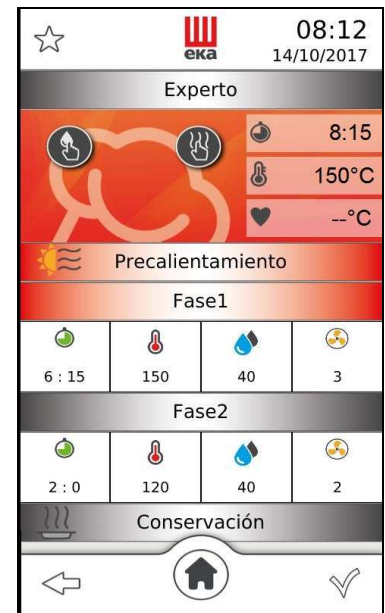 08:12
eka
14/10/2017
Experto
8:15
150°C
--°C
Precalentamiento
Fase1
6 : 15 150 40 3
Fase2
2 : 0 120 40 2
Conservación